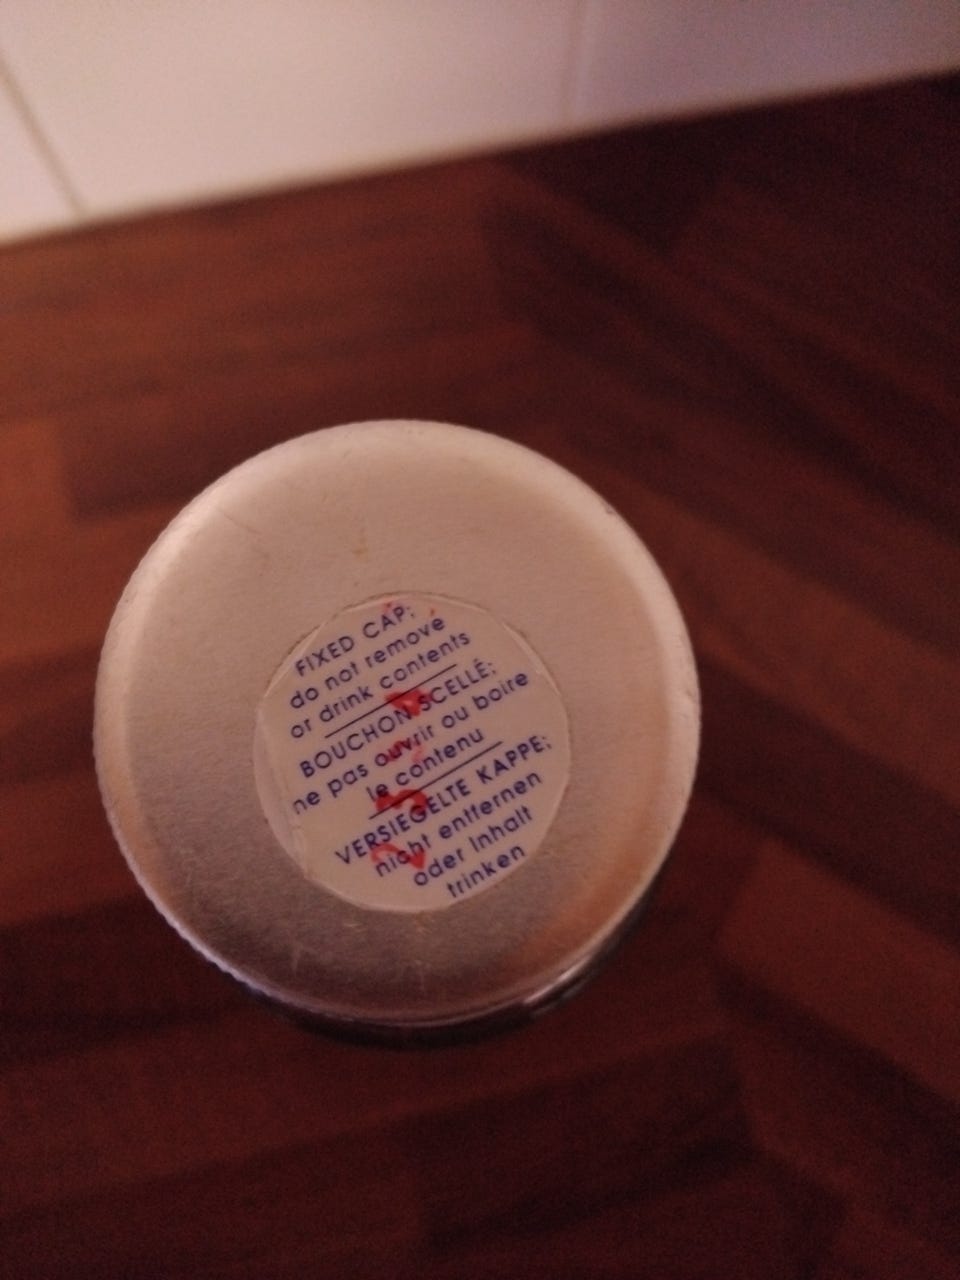 FIXED CAP:
do not remove
or drink contents
BOUCHON SCELLÉ:
ne pas ouvrir ou boire
le contenu
VERSIEGELTE KAPPE:
nicht entfernen
oder Inhalt
trinken